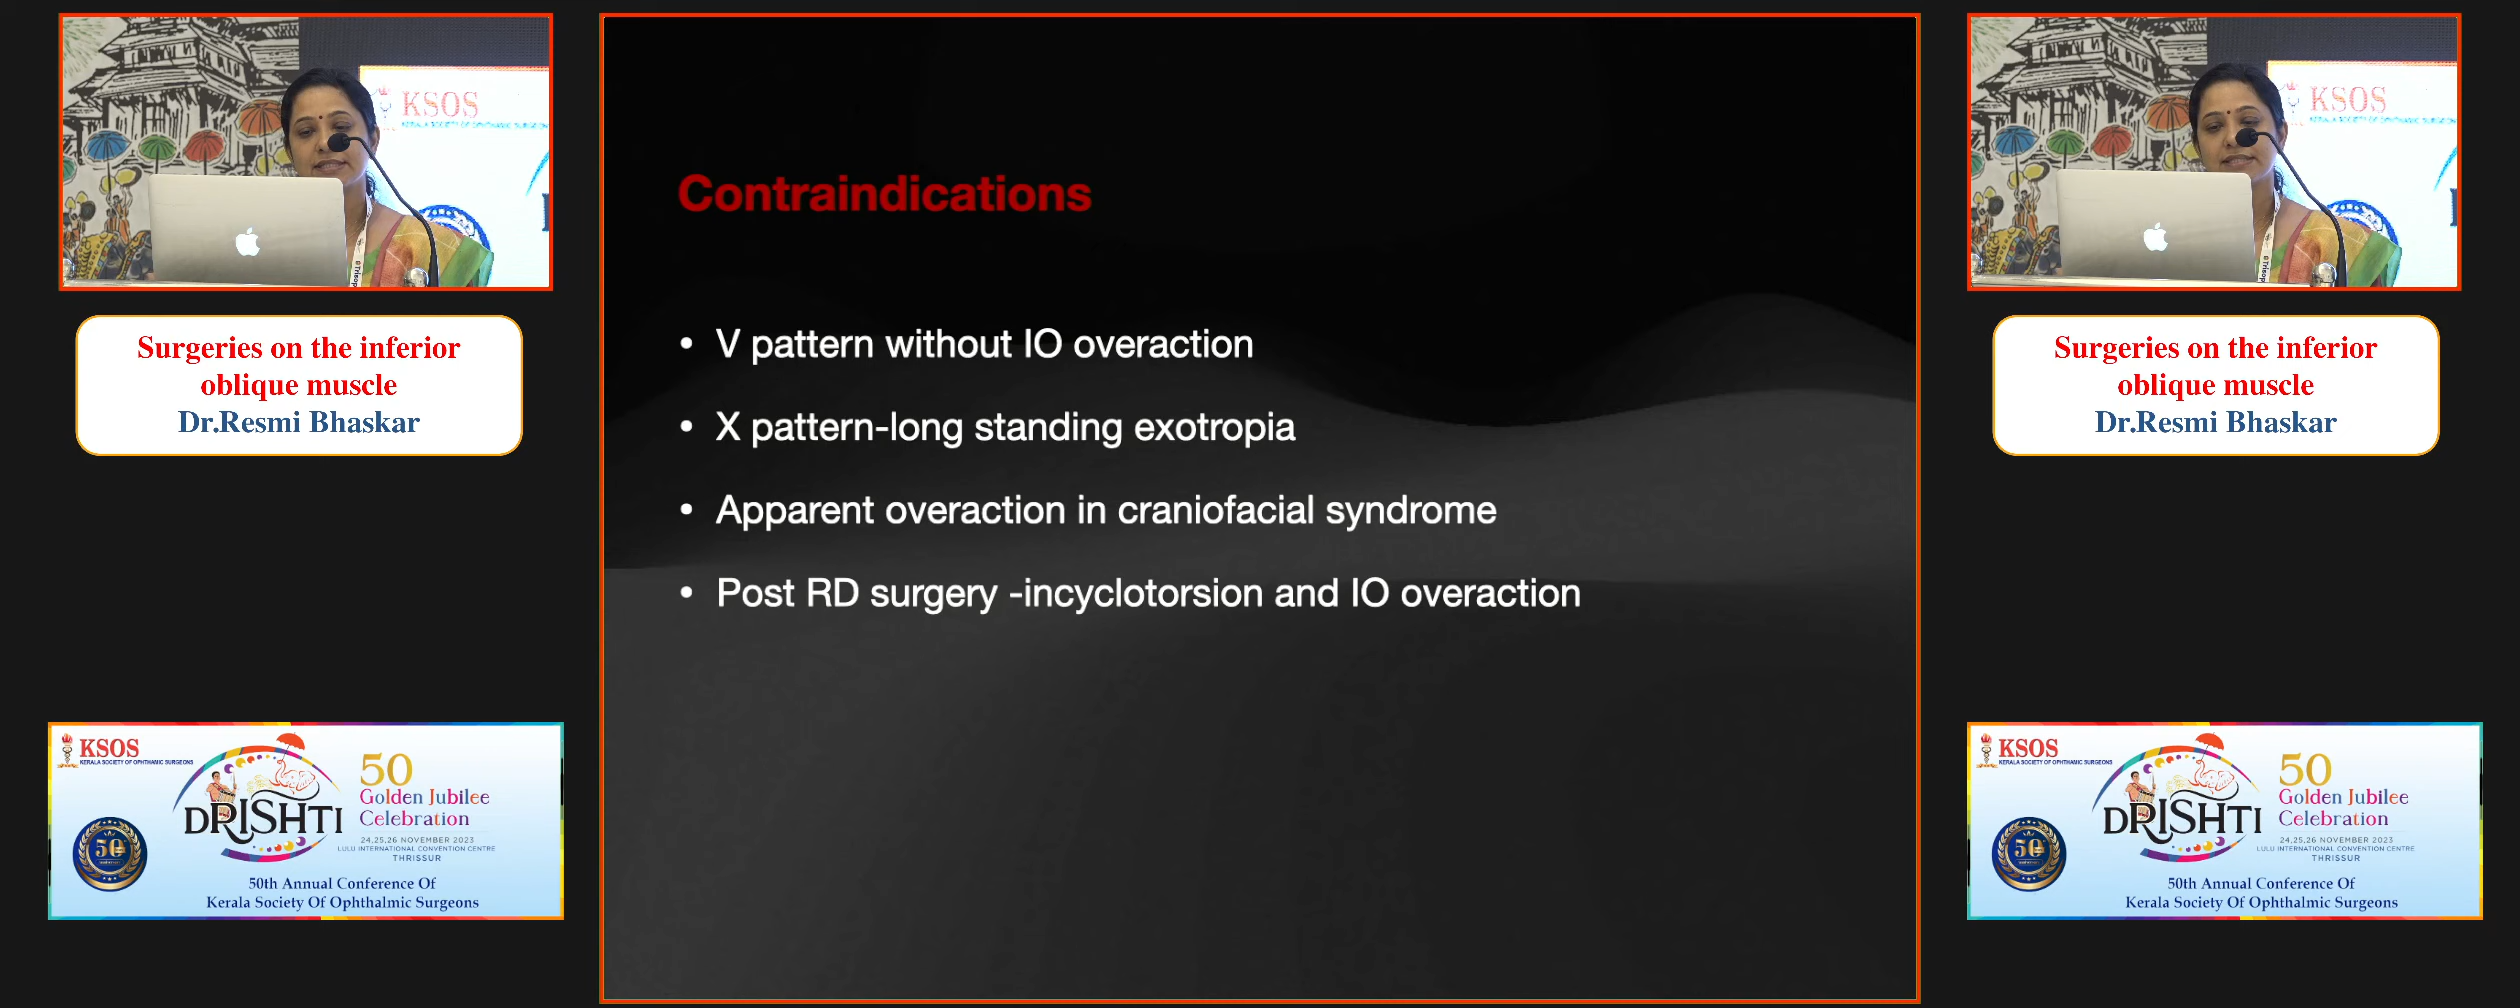 KSOS
Surgeries on the inferior
oblique muscle
Dr.Resmi Bhaskar
KSOS
KERALA SOCIETY OF OPHTHAMIC SURGEONS
DRISHTI
50
Golden Jubilee
Celebration
24,25,26 NOVEMBER 2023
LULU INTERNATIONAL CONVENTION CENTRE
THRISSUR
50
50th Annual Conference Of
Kerala Society Of Ophthalmic Surgeons
Contraindications
• V pattern without IO overaction
• X pattern-long standing exotropia
• Apparent overaction in craniofacial syndrome
• Post RD surgery -incyclotorsion and IO overaction
KSOS
Surgeries on the inferior
oblique muscle
Dr.Resmi Bhaskar
KSOS
KERALA SOCIETY OF OPHTHAMIC SURGEONS
DRISHTI
50
Golden Jubilee
Celebration
24,25,26 NOVEMBER 2023
LULU INTERNATIONAL CONVENTION CENTRE
THRISSUR
50
50th Annual Conference Of
Kerala Society Of Ophthalmic Surgeons